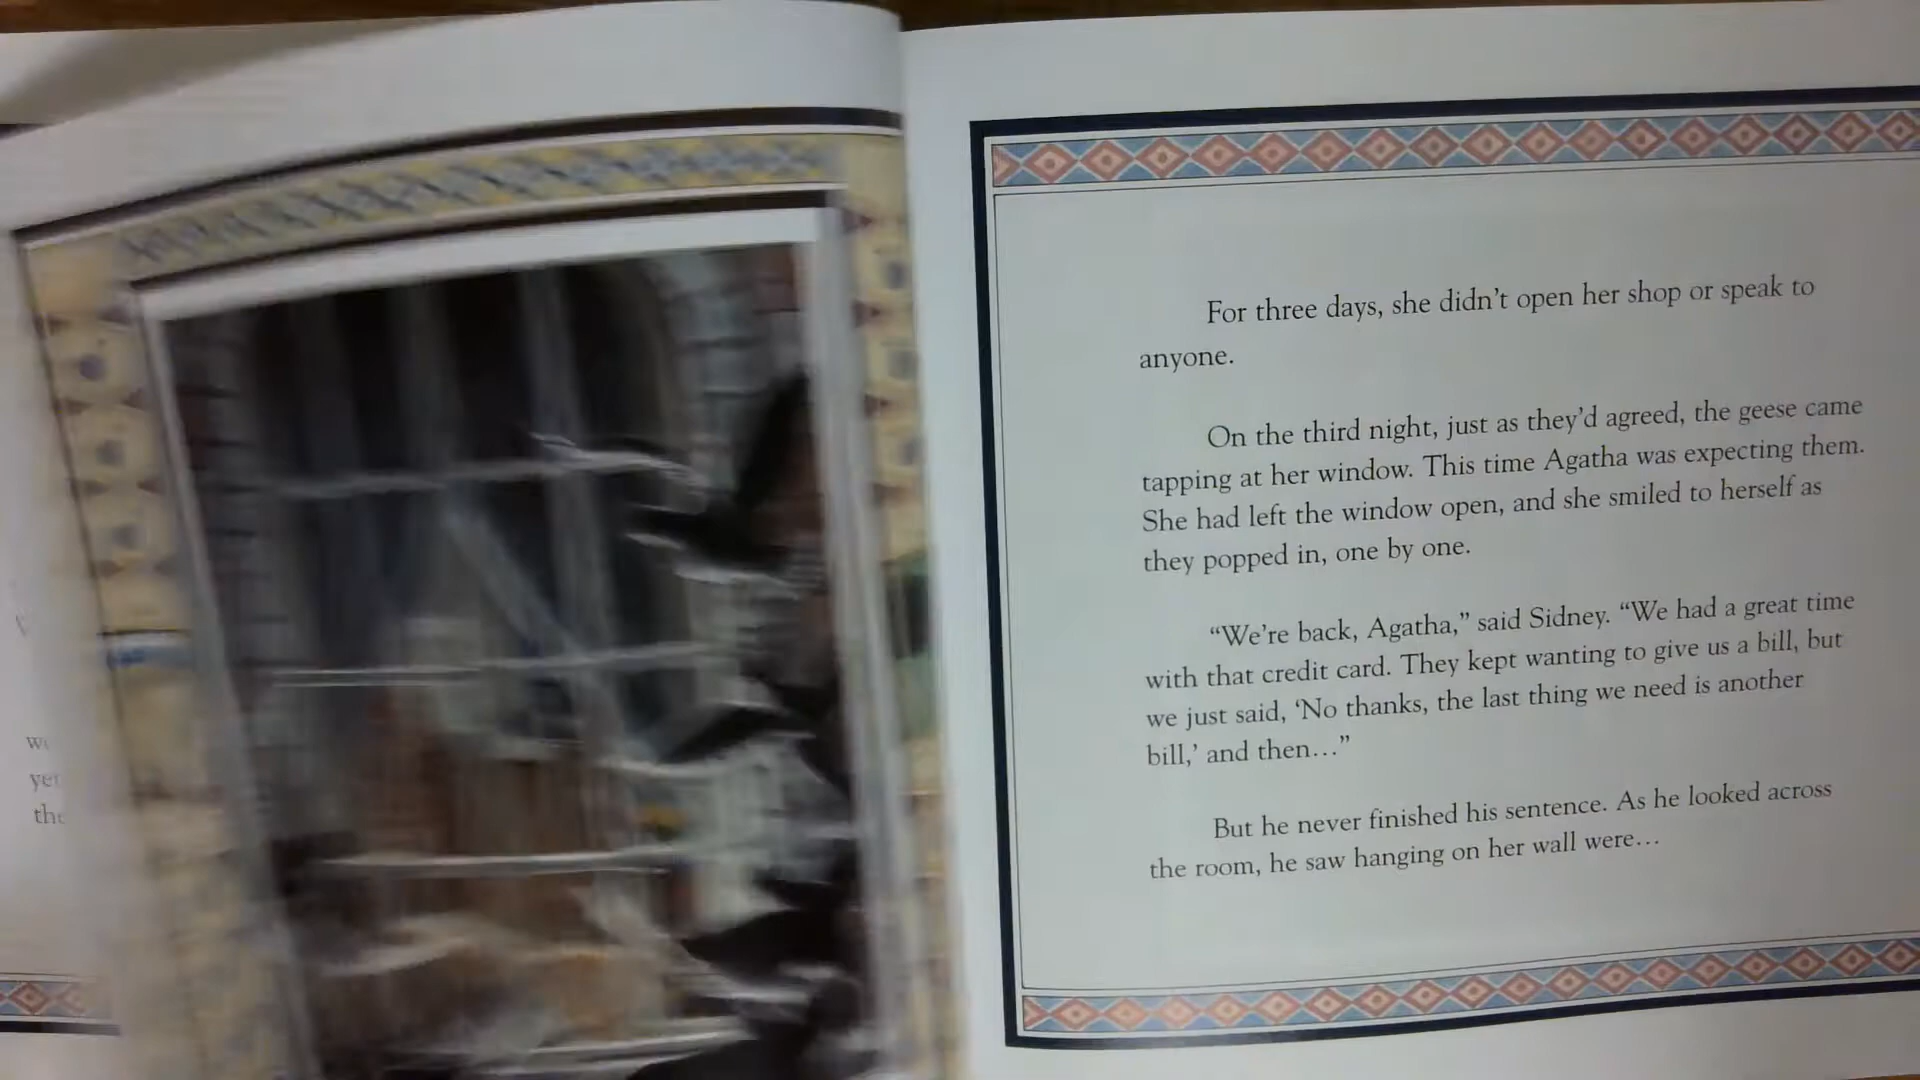 yet
For three days, she didn't open her shop or speak to
anyone.
On the third night, just as they'd agreed, the geese came
tapping at her window. This time Agatha was expecting them.
She had left the window open, and she smiled to herself as
they popped in, one by one.
“We're back, Agatha,” said Sidney. “We had a great time
with that credit card. They kept wanting to give us a bill, but
we just said, ‘No thanks, the last thing we need is another
bill,’ and then…”
But he never finished his sentence. As he looked across
the room, he saw hanging on her wall were…